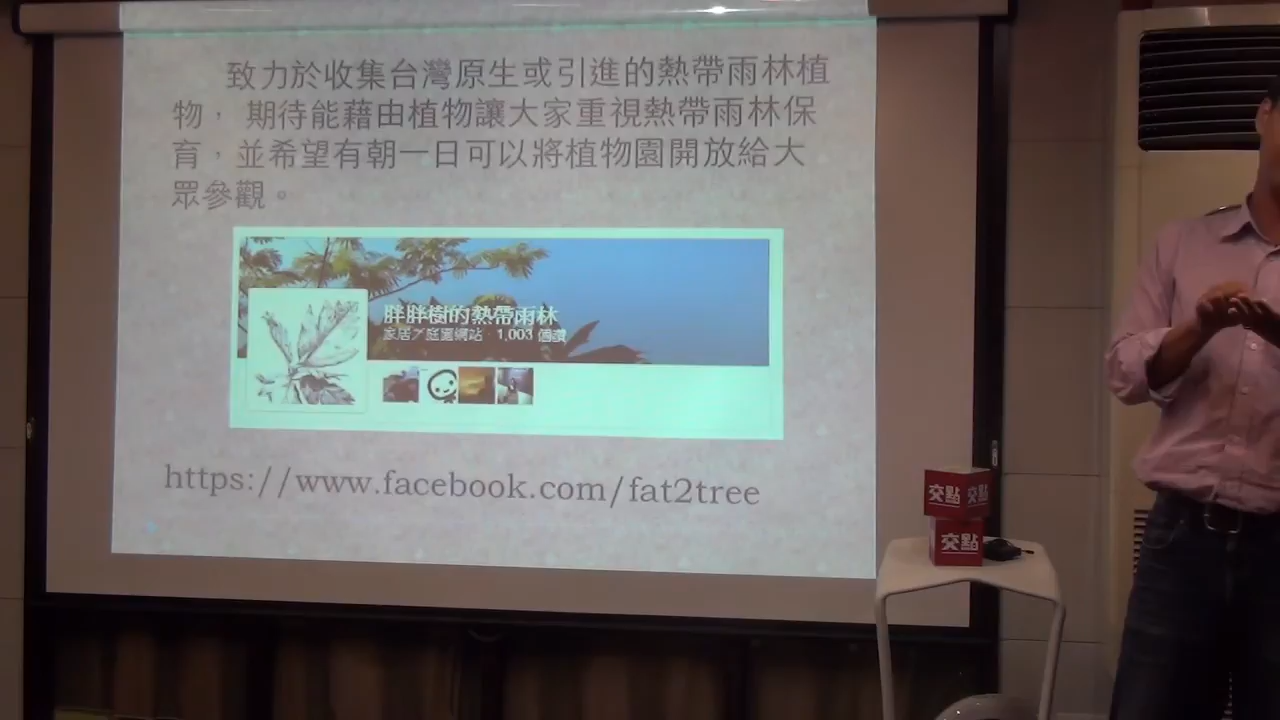 致力於收集台灣原生或引進的熱帶雨林植
物， 期待能藉由植物讓大家重視熱帶雨林保
育，並希望有朝一日可以將植物園開放給大
眾參觀。
胖胖樹的熱帶雨林
家居／庭園網站 · 1,003 個讚
https://www.facebook.com/fat2tree
交點 交點
交點